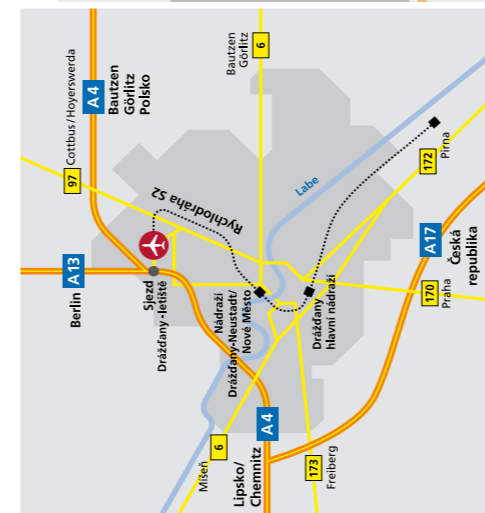 Cottbus/Hoyerswerda
97
A4
Bautzen
Görlitz
Polsko
Bautzen
Görlitz
6
A13
Berlin
Rychlodráha S2
Sjezd
Drážďany -letiště
Labe
172
Pirna
Nádraží
Drážďany-Neustadt/
Nové Město
Drážďany
hlavní nádraží
A17
Česká
republika
170
Praha
6
Míšeň
A4
Lipsko/
Chemnitz
173
Freiberg